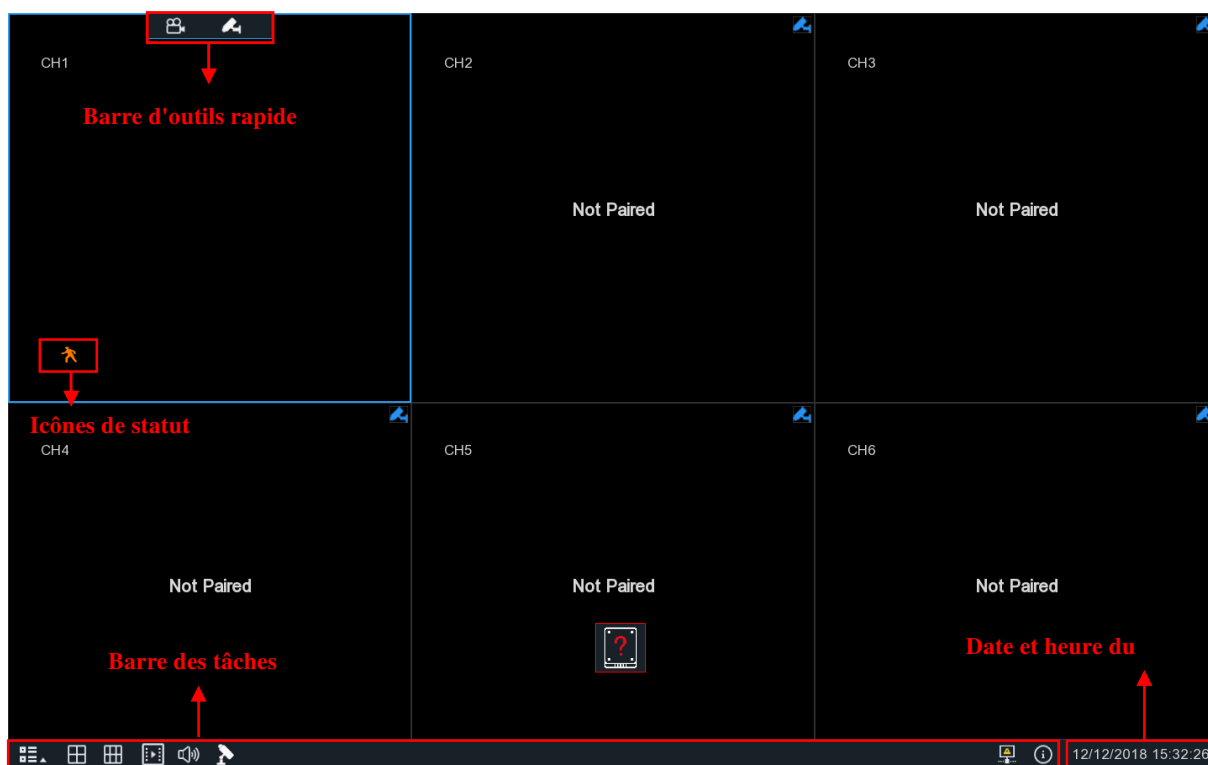 CH1
CH2
CH3
Barre d'outils rapide
Not Paired
Not Paired
Icônes de statut
CH4
CH5
CH6
Not Paired
Not Paired
Not Paired
?
Barre des tâches
Date et heure du
12/12/2018 15:32:26